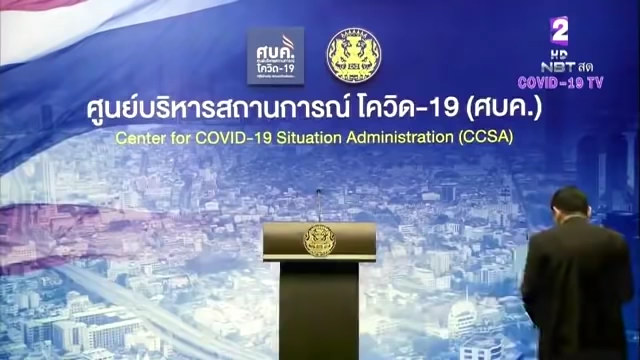 2
HD
NBT สด
COVID-19 TV
ศบค.
โควิด-19
ศูนย์บริหารสถานการณ์ โควิด-19 (ศบค.)
Center for COVID-19 Situation Administration (CCSA)